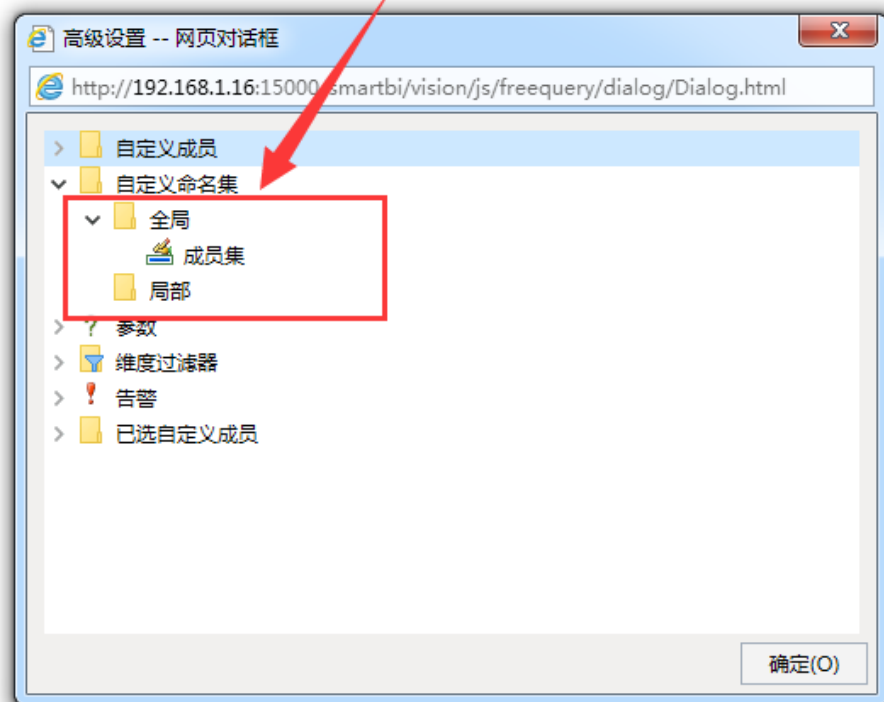 高级设置 -- 网页对话框
http://192.168.1.16:15000/smartbi/vision/js/freequery/dialog/Dialog.html
自定义成员
自定义命名集
全局
成员集
局部
参数
维度过滤器
告警
已选自定义成员
确定(O)